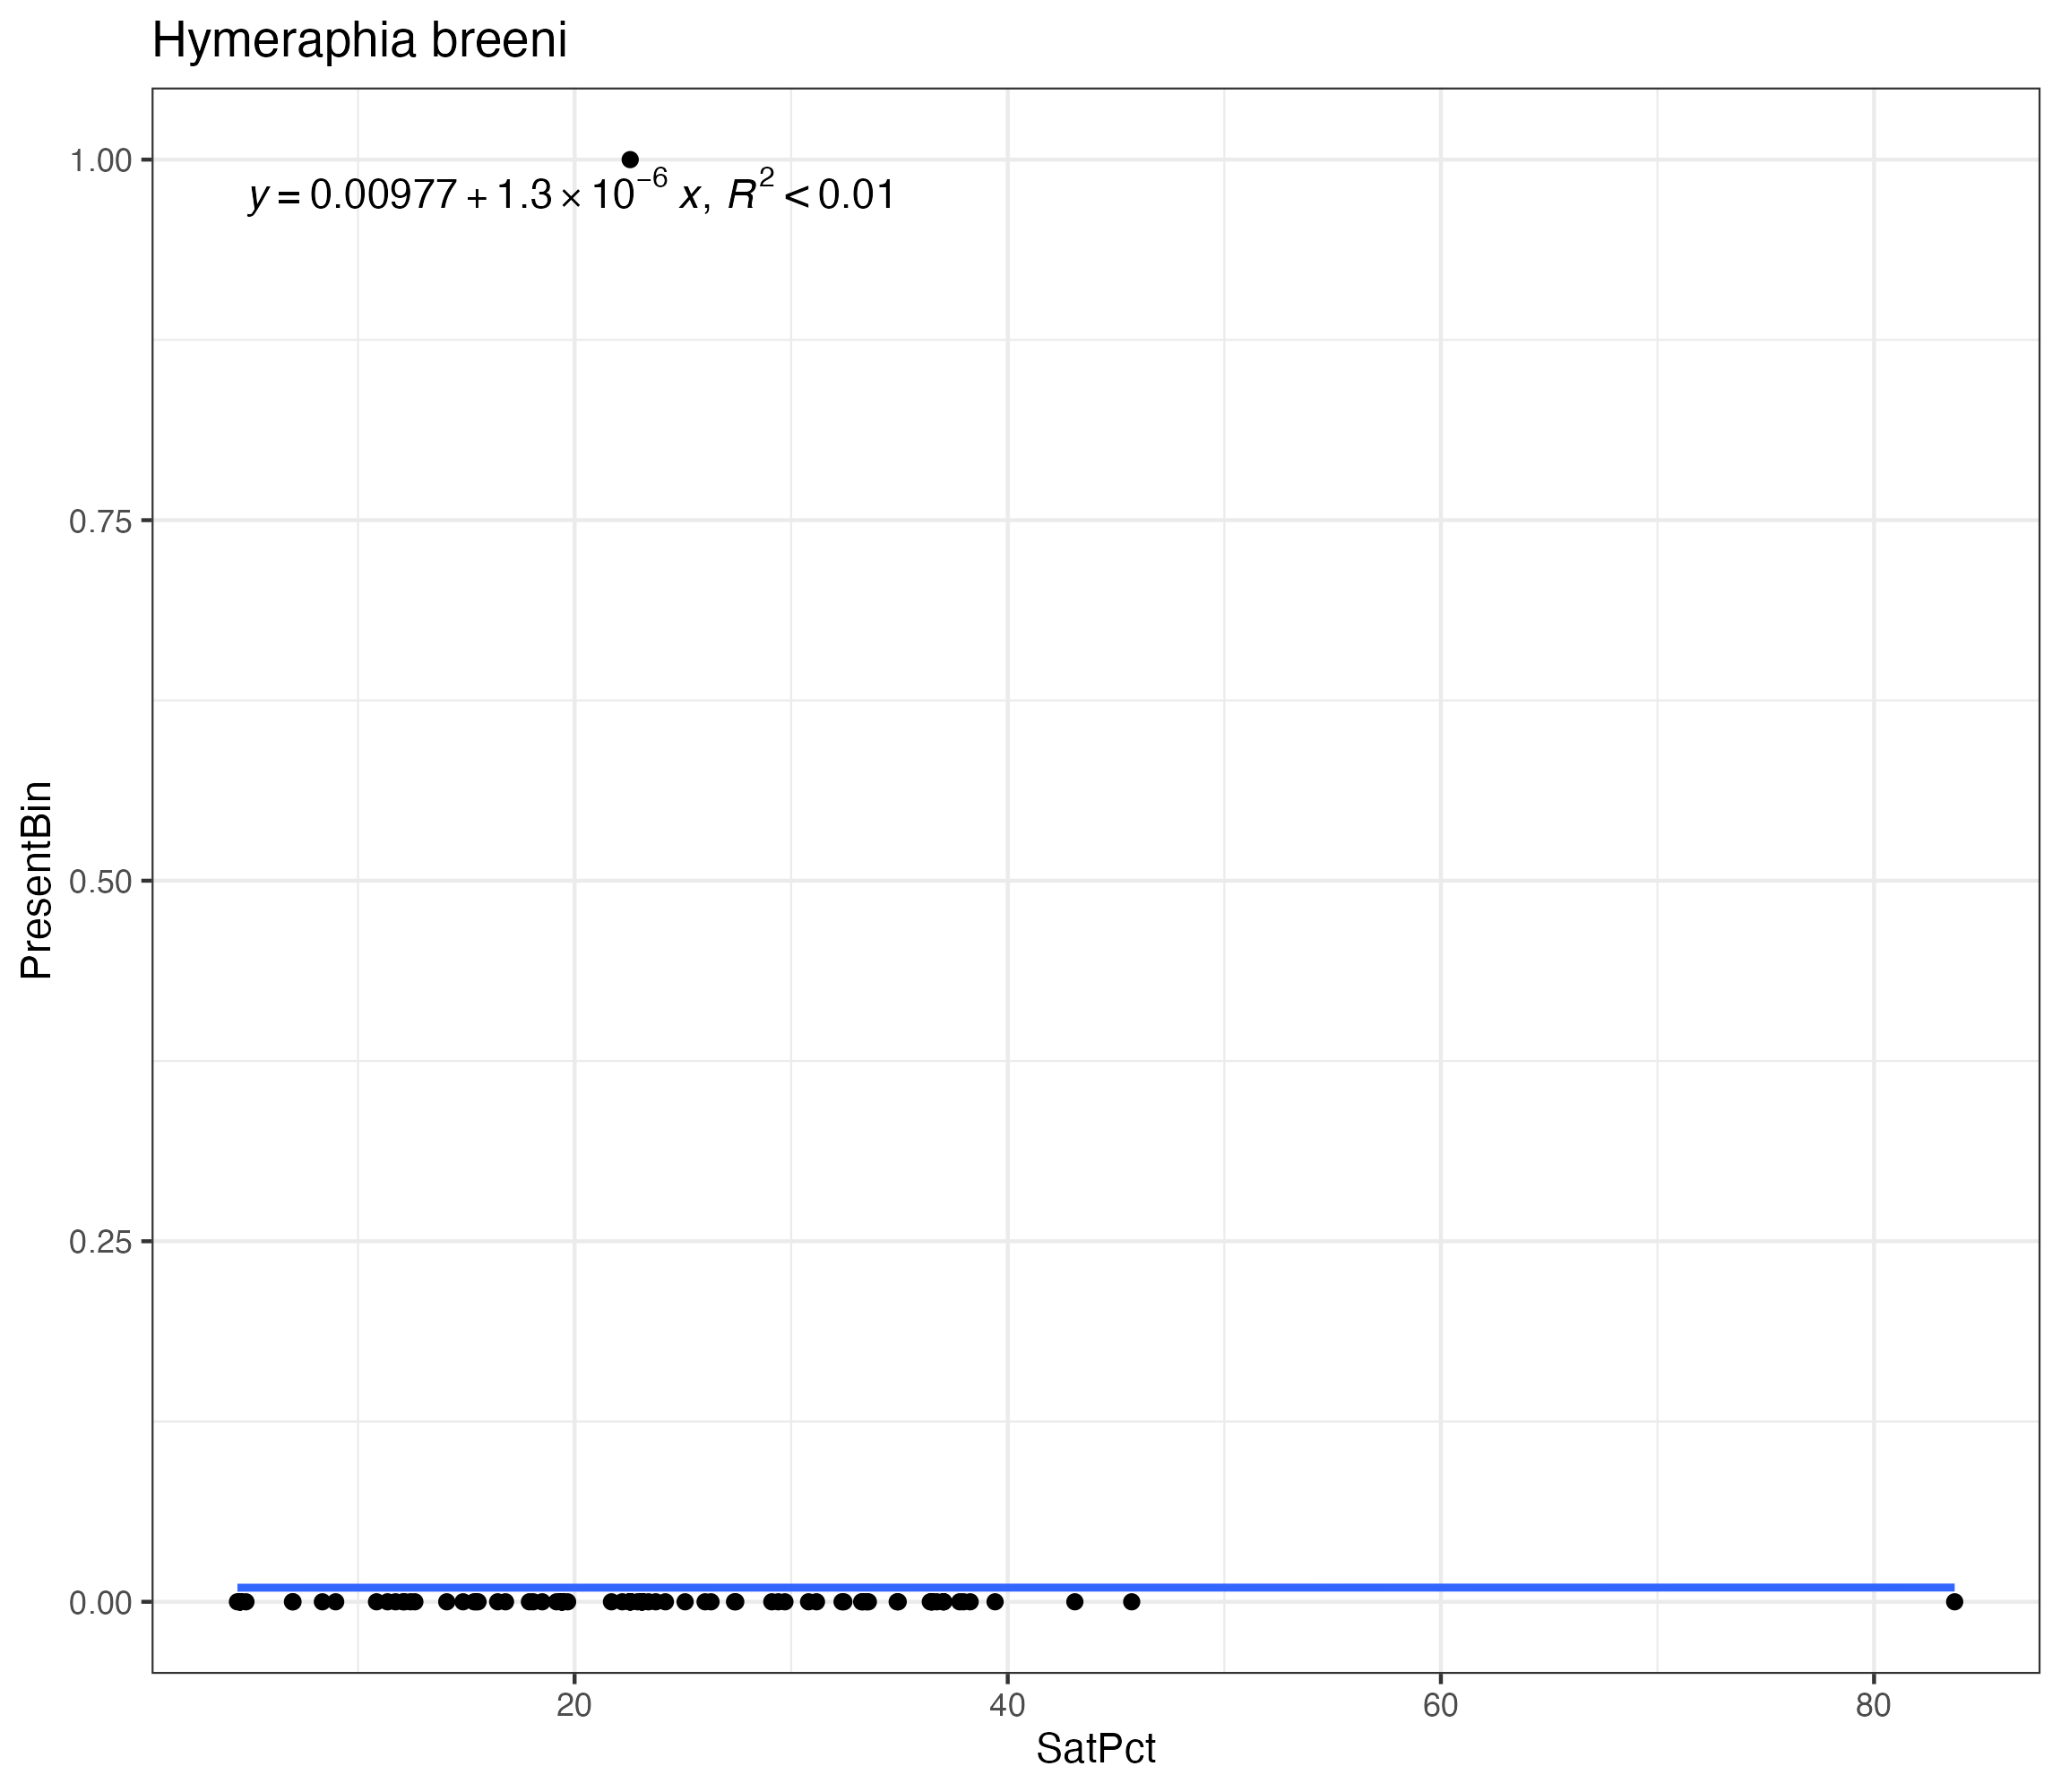 Hymeraphia breeni
1.00
y = 0.00977 + 1.3 × 10⁻⁶ x, R² < 0.01
0.75
0.50
0.25
0.00
PresentBin
20 40 60 80
SatPct